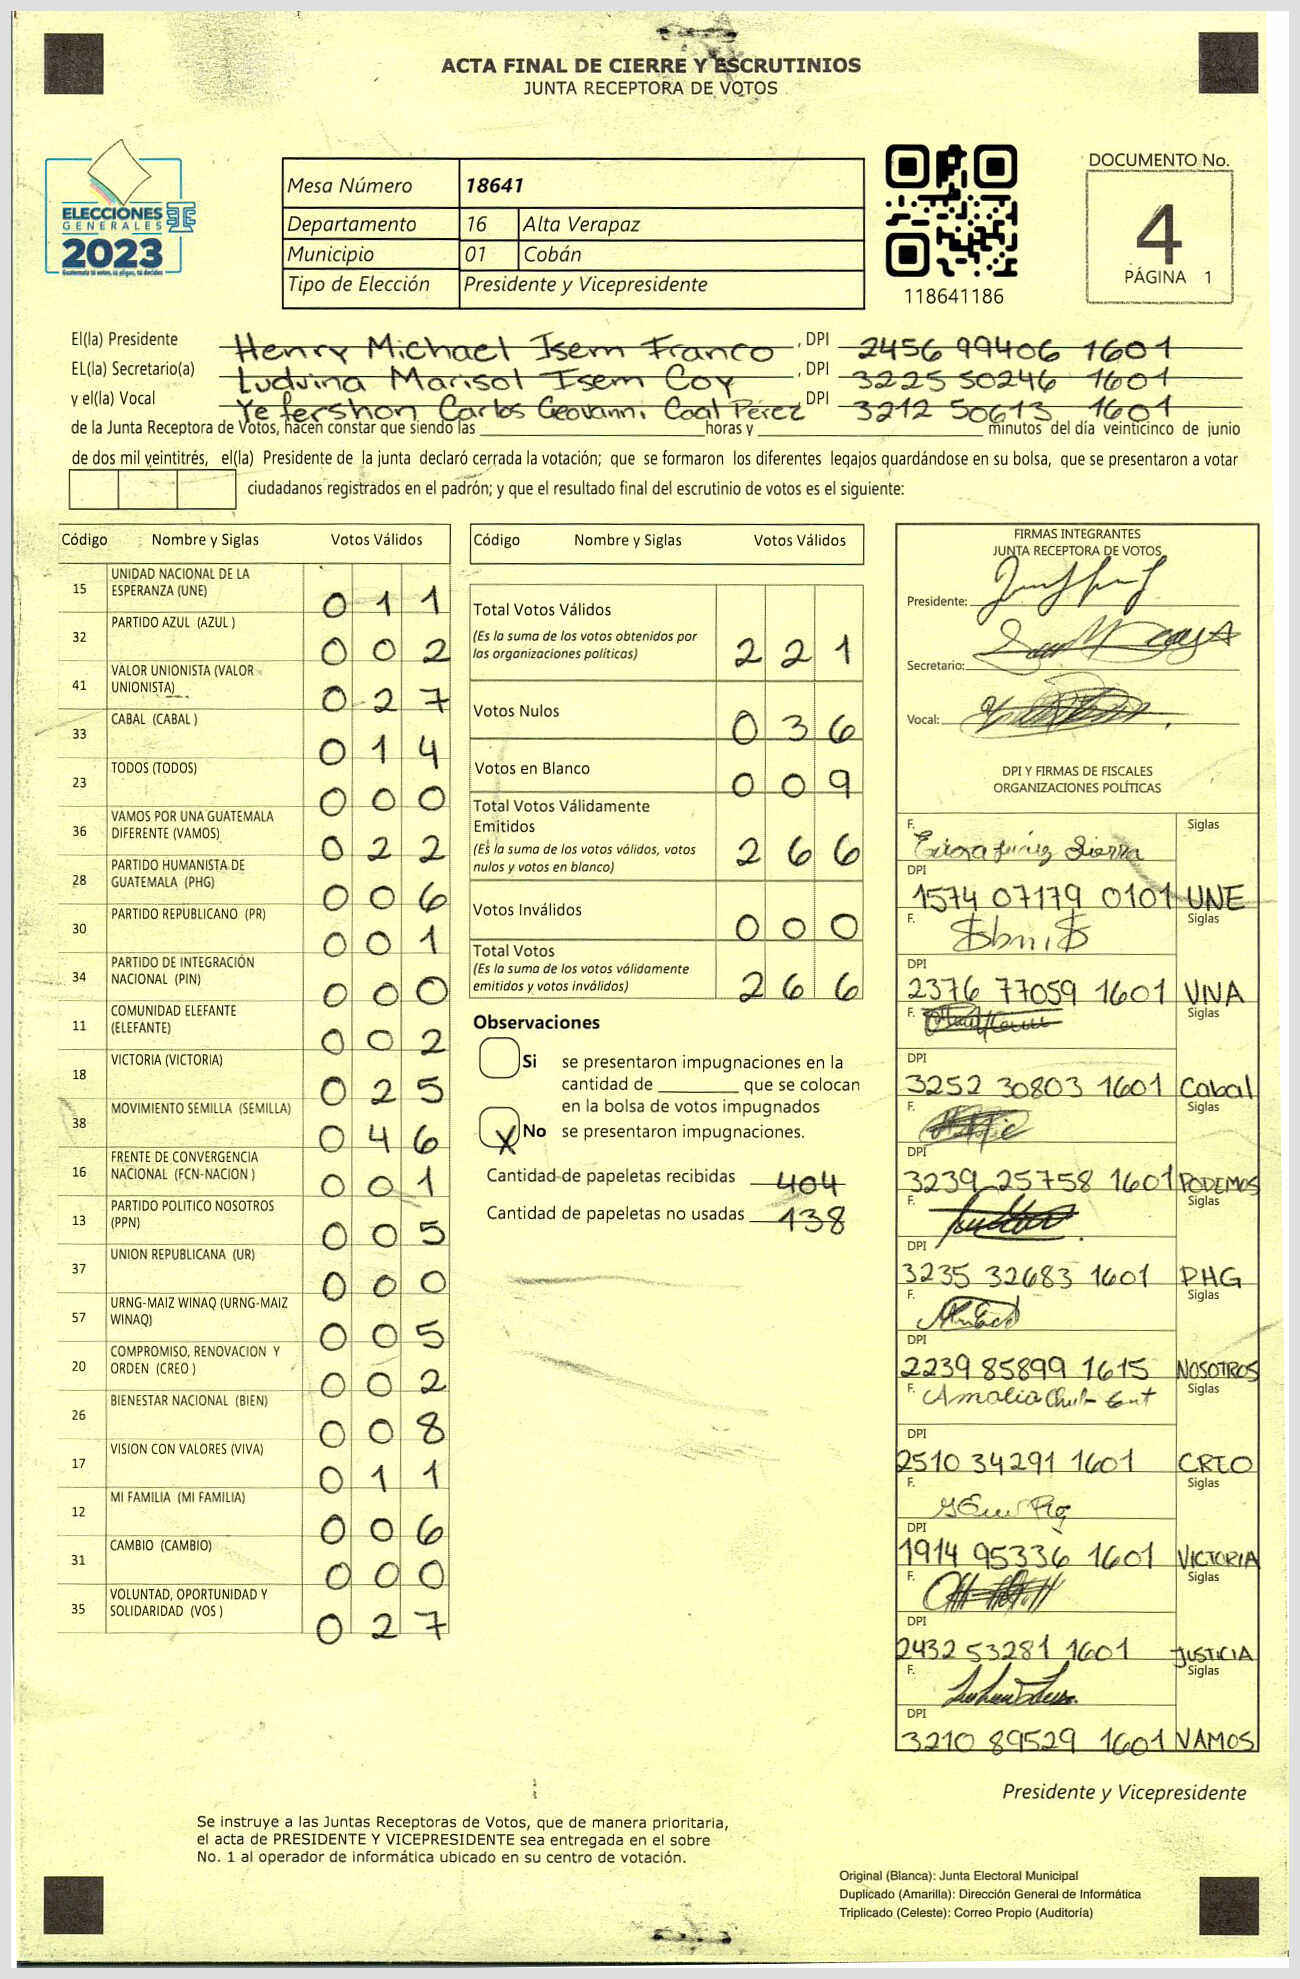 ACTA FINAL DE CIERRE Y ESCRUTINIOS
JUNTA RECEPTORA DE VOTOS
ELECCIONES
GENERALES
2023
Guatemala tú votas, tú eliges, tú decides
Mesa Número 18641
Departamento 16 Alta Verapaz
Municipio 01 Cobán
Tipo de Elección Presidente y Vicepresidente
118641186
DOCUMENTO No.
4
PÁGINA 1
El(la) Presidente Henry Michael Isem Franco , DPI 2456 99406 1601
EL(la) Secretario(a) Ludvina Marisol Isem Coy , DPI 3225 50246 1601
y el(la) Vocal Yefershon Carlos Geovanni Caal Pérez DPI 3212 50613 1601
de la Junta Receptora de Votos, hacen constar que siendo las horas y minutos del día veinticinco de junio
de dos mil veintitrés, el(la) Presidente de la junta declaró cerrada la votación; que se formaron los diferentes legajos quardándose en su bolsa, que se presentaron a votar
ciudadanos registrados en el padrón; y que el resultado final del escrutinio de votos es el siguiente:
Código Nombre y Siglas Votos Válidos
15 UNIDAD NACIONAL DE LA ESPERANZA (UNE) 0 1 1
32 PARTIDO AZUL (AZUL ) 0 0 2
41 VALOR UNIONISTA (VALOR UNIONISTA) 0 2 7
33 CABAL (CABAL ) 0 1 4
23 TODOS (TODOS) 0 0 0
36 VAMOS POR UNA GUATEMALA DIFERENTE (VAMOS) 0 2 2
28 PARTIDO HUMANISTA DE GUATEMALA (PHG) 0 0 6
30 PARTIDO REPUBLICANO (PR) 0 0 1
34 PARTIDO DE INTEGRACIÓN NACIONAL (PIN) 0 0 0
11 COMUNIDAD ELEFANTE (ELEFANTE) 0 0 2
18 VICTORIA (VICTORIA) 0 2 5
38 MOVIMIENTO SEMILLA (SEMILLA) 0 4 6
16 FRENTE DE CONVERGENCIA NACIONAL (FCN-NACION ) 0 0 1
13 PARTIDO POLITICO NOSOTROS (PPN) 0 0 5
37 UNION REPUBLICANA (UR) 0 0 0
57 URNG-MAIZ WINAQ (URNG-MAIZ WINAQ) 0 0 5
20 COMPROMISO, RENOVACION Y ORDEN (CREO ) 0 0 2
26 BIENESTAR NACIONAL (BIEN) 0 0 8
17 VISION CON VALORES (VIVA) 0 1 1
12 MI FAMILIA (MI FAMILIA) 0 0 6
31 CAMBIO (CAMBIO) 0 0 0
35 VOLUNTAD, OPORTUNIDAD Y SOLIDARIDAD (VOS ) 0 2 7
Código Nombre y Siglas Votos Válidos
Total Votos Válidos
(Es la suma de los votos obtenidos por
las organizaciones políticas) 2 2 1
Votos Nulos 0 3 6
Votos en Blanco 0 0 9
Total Votos Válidamente
Emitidos
(Es la suma de los votos válidos, votos
nulos y votos en blanco) 2 6 6
Votos Inválidos 0 0 0
Total Votos
(Es la suma de los votos válidamente
emitidos y votos inválidos) 2 6 6
Observaciones
Si se presentaron impugnaciones en la
cantidad de que se colocan
en la bolsa de votos impugnados
X No se presentaron impugnaciones.
Cantidad de papeletas recibidas 404
Cantidad de papeletas no usadas 138
FIRMAS INTEGRANTES
JUNTA RECEPTORA DE VOTOS
Presidente:
Secretario:
Vocal:
DPI Y FIRMAS DE FISCALES
ORGANIZACIONES POLÍTICAS
F. Siglas
DPI
1574 07179 0101 UNE
F. Siglas
DPI
2376 77059 1601 VNA
F. Siglas
DPI
3252 30803 1601 Cabal
F. Siglas
DPI
3239 25758 1601 PODEMOS
F. Siglas
DPI
3235 32683 1601 PHG
F. Siglas
DPI
2239 85899 1615 NOSOTROS
F. Amalia Siglas
DPI
2510 34291 1601 CREO
F. Siglas
DPI
1914 95336 1601 VICTORIA
F. Siglas
DPI
2432 53281 1601 JUSTICIA
F. Siglas
DPI
3210 89529 1601 VAMOS
Presidente y Vicepresidente
Se instruye a las Juntas Receptoras de Votos, que de manera prioritaria,
el acta de PRESIDENTE Y VICEPRESIDENTE sea entregada en el sobre
No. 1 al operador de informática ubicado en su centro de votación.
Original (Blanca): Junta Electoral Municipal
Duplicado (Amarilla): Dirección General de Informática
Triplicado (Celeste): Correo Propio (Auditoría)